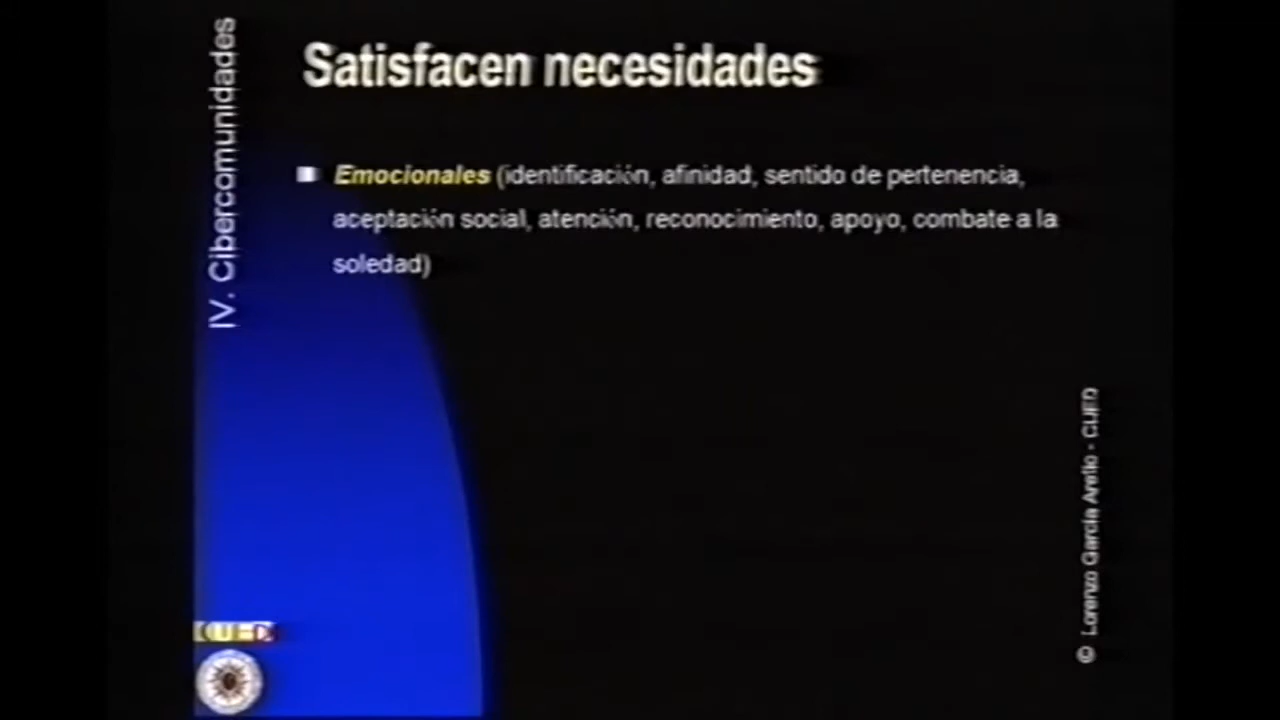 IV. Cibercomunidades
Satisfacen necesidades
Emocionales (identificación, afinidad, sentido de pertenencia,
aceptación social, atención, reconocimiento, apoyo, combate a la
soledad)
© Lorenzo García Aretio - CUED
CUED